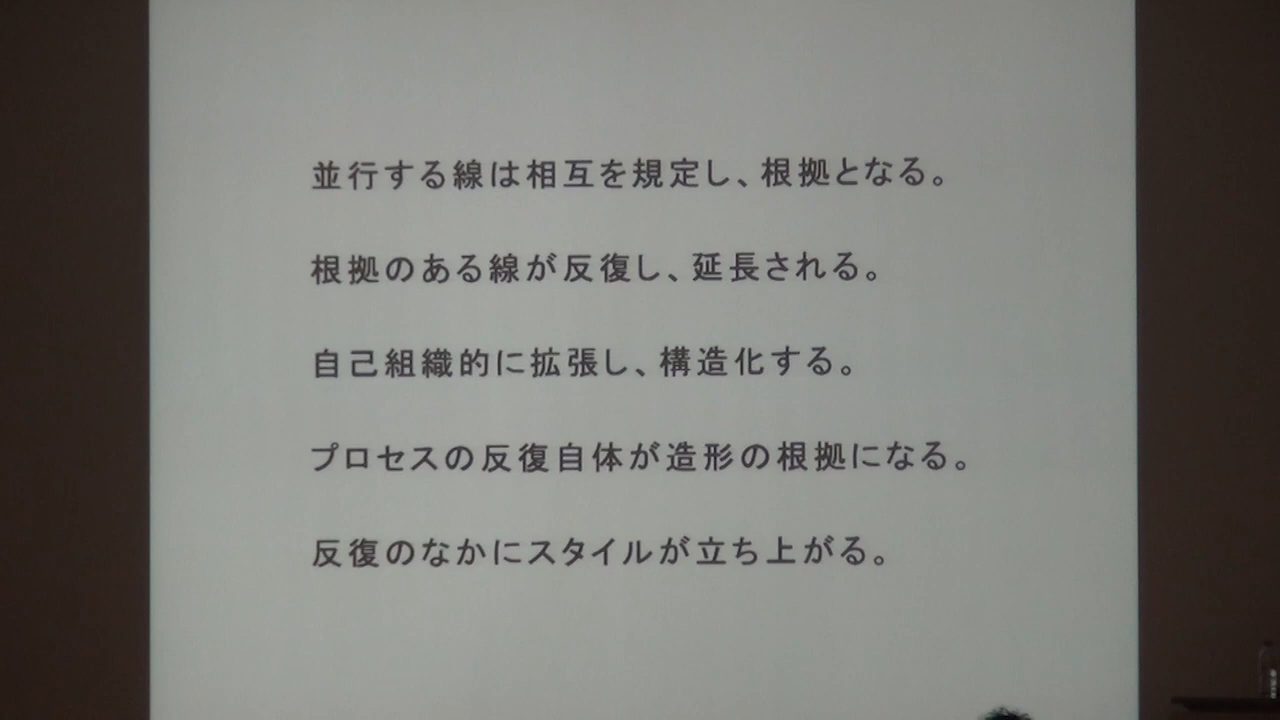 並行する線は相互を規定し、根拠となる。
根拠のある線が反復し、延長される。
自己組織的に拡張し、構造化する。
プロセスの反復自体が造形の根拠になる。
反復のなかにスタイルが立ち上がる。